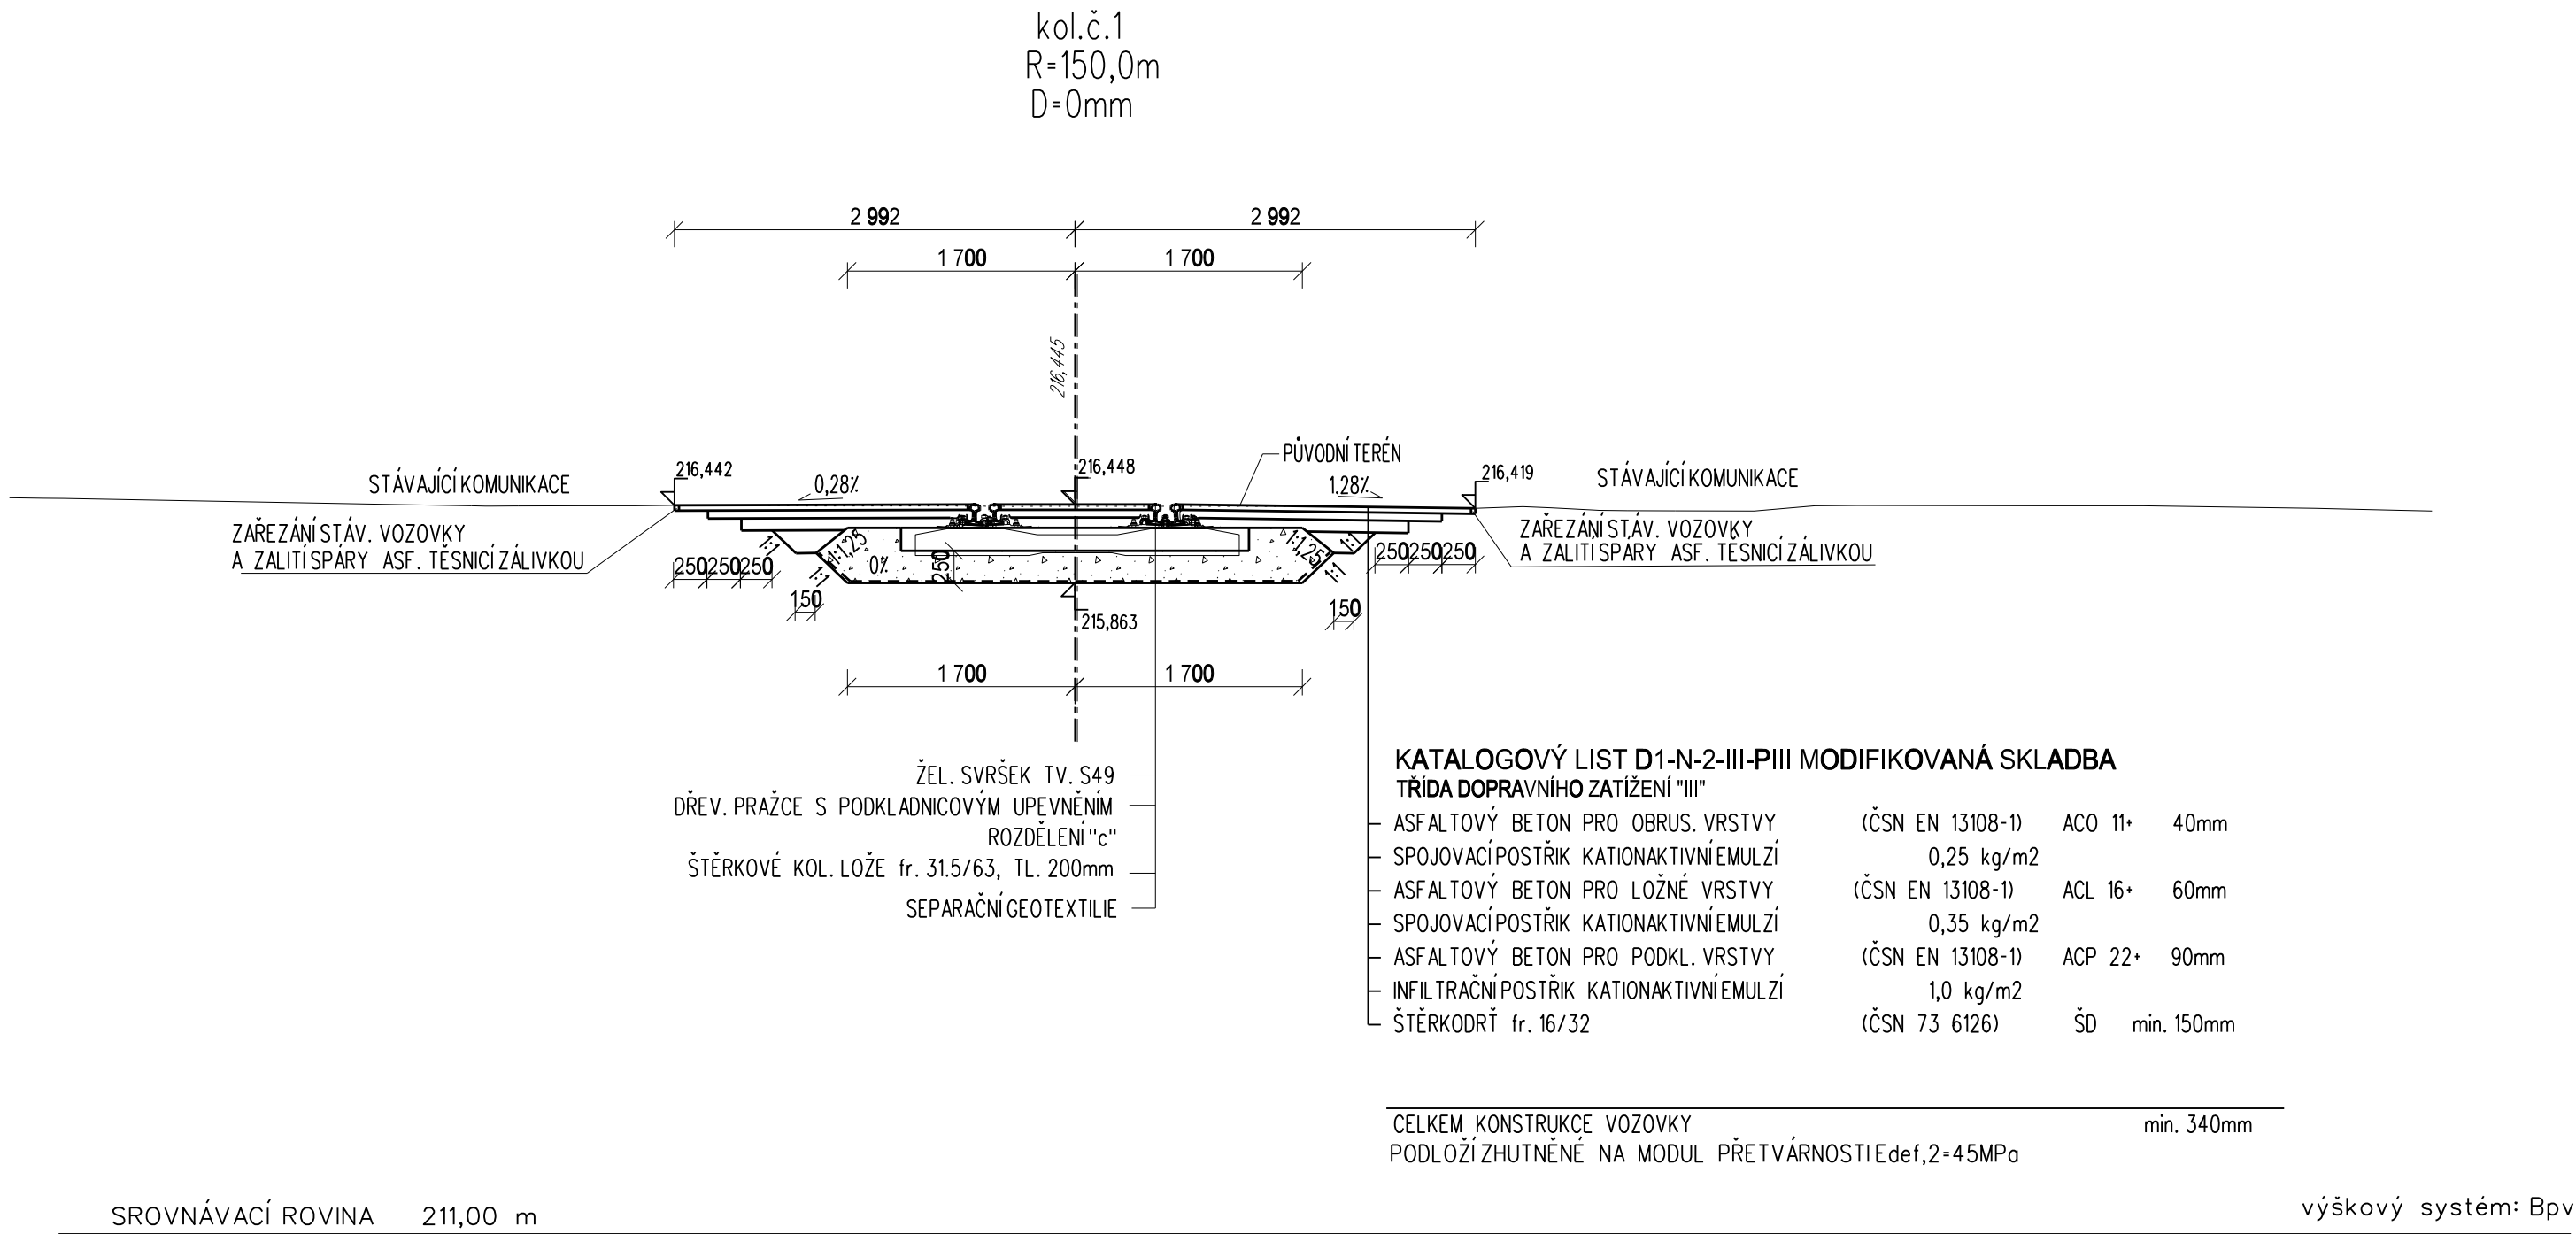 kol.č.1
R=150,0m
D=0mm
2 992
2 992
1 700
1 700
216,445
PŮVODNÍ TERÉN
216,442
216,448
216,419
STÁVAJÍCÍ KOMUNIKACE
0,28%
1.28%
STÁVAJÍCÍ KOMUNIKACE
ZAŘEZÁNÍ STÁV. VOZOVKY
A ZALITÍ SPÁRY ASF. TĚSNICÍ ZÁLIVKOU
ZAŘEZÁNÍ STÁV. VOZOVKY
A ZALITÍ SPÁRY ASF. TĚSNICÍ ZÁLIVKOU
1:1
1:1,25
1:1,25
1:1
250
250
250
1:1
0%
250
1:1
250
250
250
150
150
215,863
1 700
1 700
ŽEL. SVRŠEK TV. S49
DŘEV. PRAŽCE S PODKLADNICOVÝM UPEVNĚNÍM
ROZDĚLENÍ "c"
ŠTĚRKOVÉ KOL. LOŽE fr. 31.5/63, TL. 200mm
SEPARAČNÍ GEOTEXTILIE
KATALOGOVÝ LIST D1-N-2-III-PIII MODIFIKOVANÁ SKLADBA
TŘÍDA DOPRAVNÍHO ZATÍŽENÍ "III"
ASFALTOVÝ BETON PRO OBRUS. VRSTVY (ČSN EN 13108-1) ACO 11+ 40mm
SPOJOVACÍ POSTŘIK KATIONAKTIVNÍ EMULZÍ 0,25 kg/m2
ASFALTOVÝ BETON PRO LOŽNÉ VRSTVY (ČSN EN 13108-1) ACL 16+ 60mm
SPOJOVACÍ POSTŘIK KATIONAKTIVNÍ EMULZÍ 0,35 kg/m2
ASFALTOVÝ BETON PRO PODKL. VRSTVY (ČSN EN 13108-1) ACP 22+ 90mm
INFILTRAČNÍ POSTŘIK KATIONAKTIVNÍ EMULZÍ 1,0 kg/m2
ŠTĚRKODRŤ fr. 16/32 (ČSN 73 6126) ŠD min. 150mm
CELKEM KONSTRUKCE VOZOVKY min. 340mm
PODLOŽÍ ZHUTNĚNÉ NA MODUL PŘETVÁRNOSTI Edef,2=45MPa
SROVNÁVACÍ ROVINA 211,00 m
výškový systém: Bpv